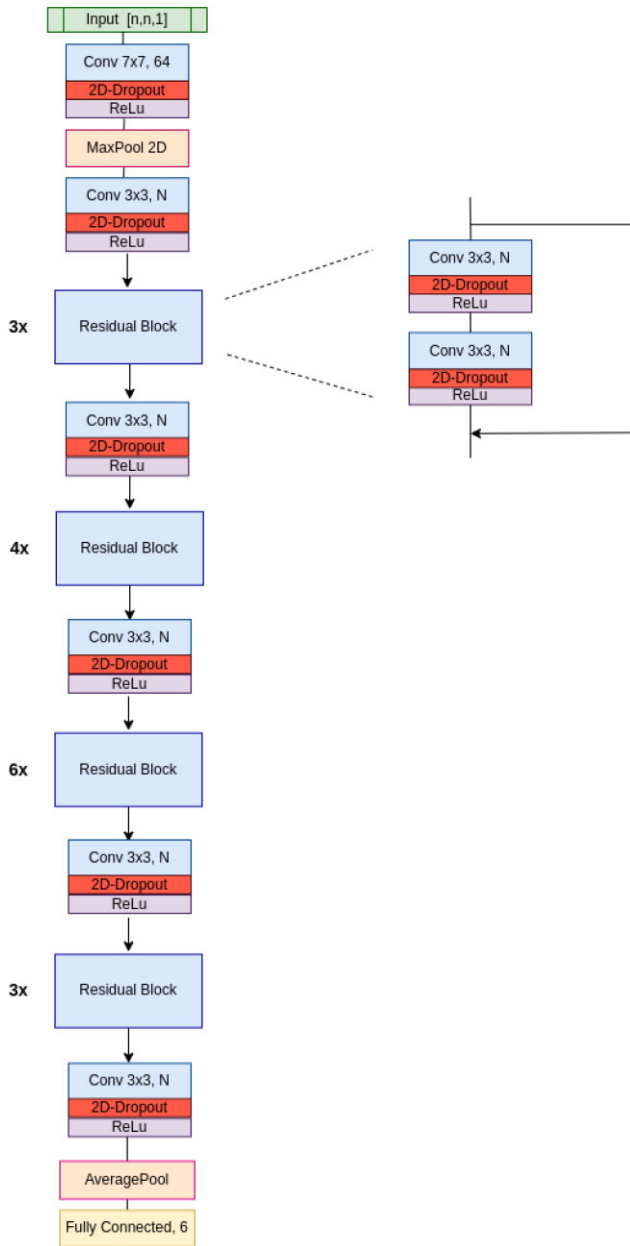 Input [n,n,1]
Conv 7x7, 64
2D-Dropout
ReLu
MaxPool 2D
Conv 3x3, N
2D-Dropout
ReLu
3x
Residual Block
Conv 3x3, N
2D-Dropout
ReLu
Conv 3x3, N
2D-Dropout
ReLu
Conv 3x3, N
2D-Dropout
ReLu
4x
Residual Block
Conv 3x3, N
2D-Dropout
ReLu
6x
Residual Block
Conv 3x3, N
2D-Dropout
ReLu
3x
Residual Block
Conv 3x3, N
2D-Dropout
ReLu
AveragePool
Fully Connected, 6